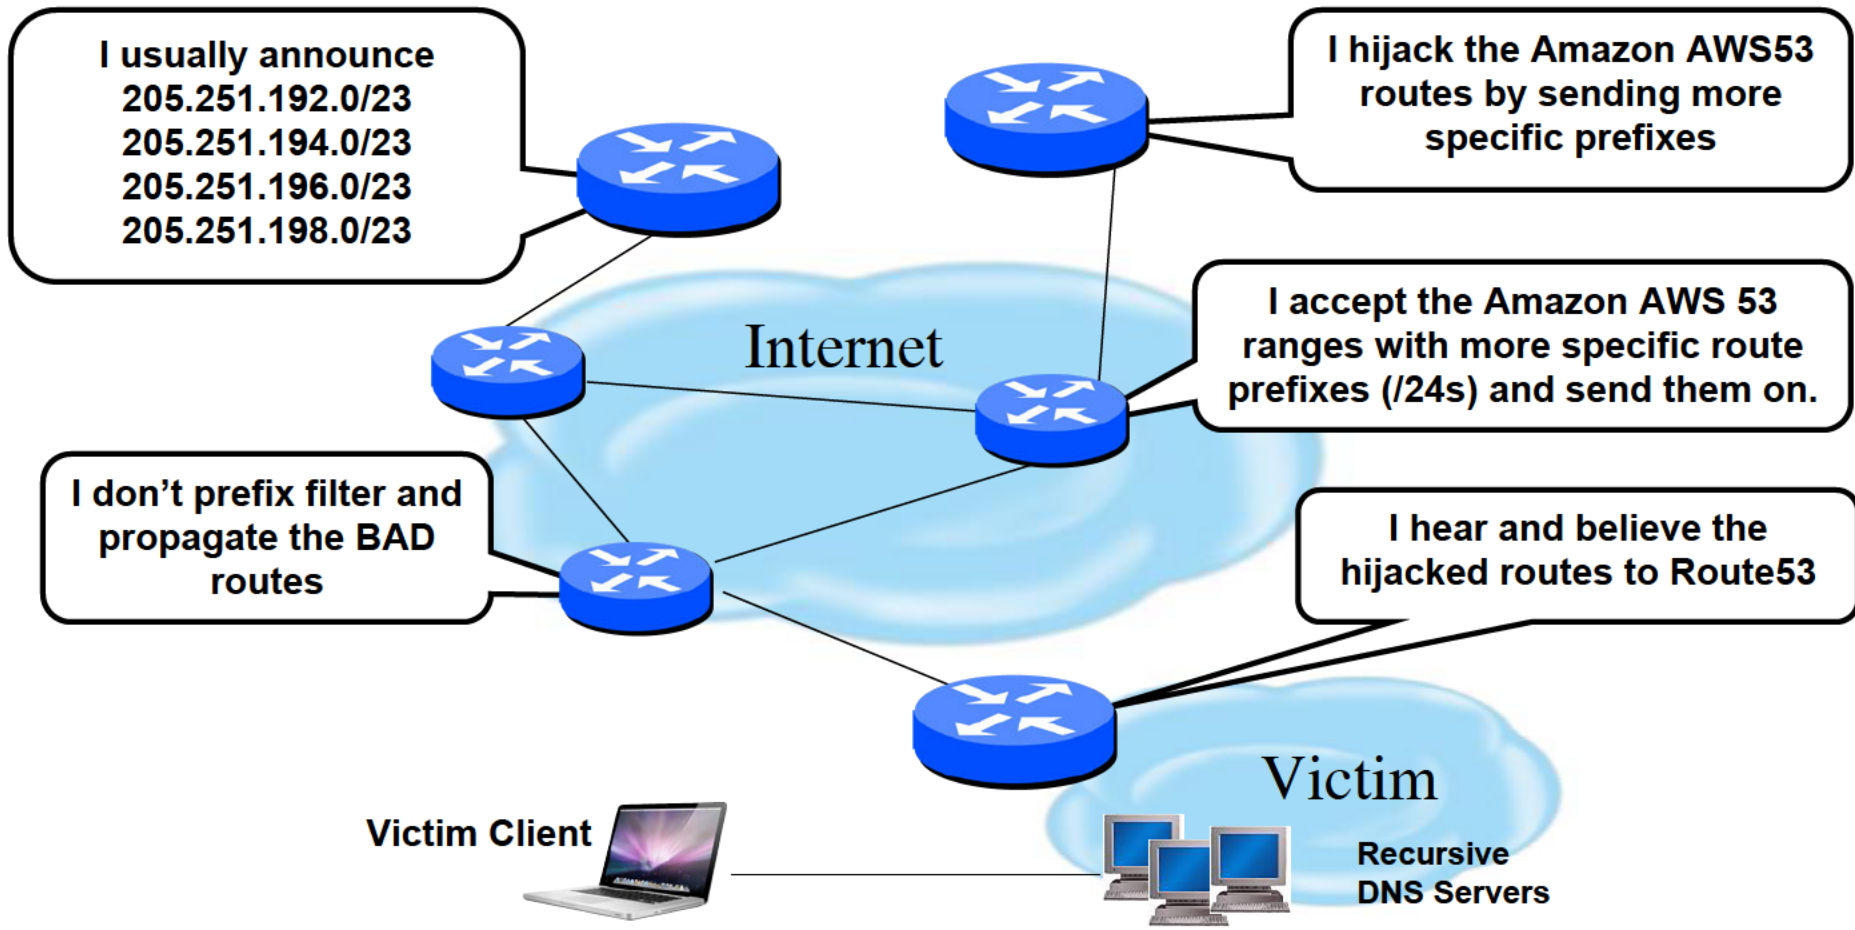 I usually announce
205.251.192.0/23
205.251.194.0/23
205.251.196.0/23
205.251.198.0/23
I hijack the Amazon AWS53
routes by sending more
specific prefixes
Internet
I accept the Amazon AWS 53
ranges with more specific route
prefixes (/24s) and send them on.
I don’t prefix filter and
propagate the BAD
routes
I hear and believe the
hijacked routes to Route53
Victim
Victim Client
Recursive
DNS Servers